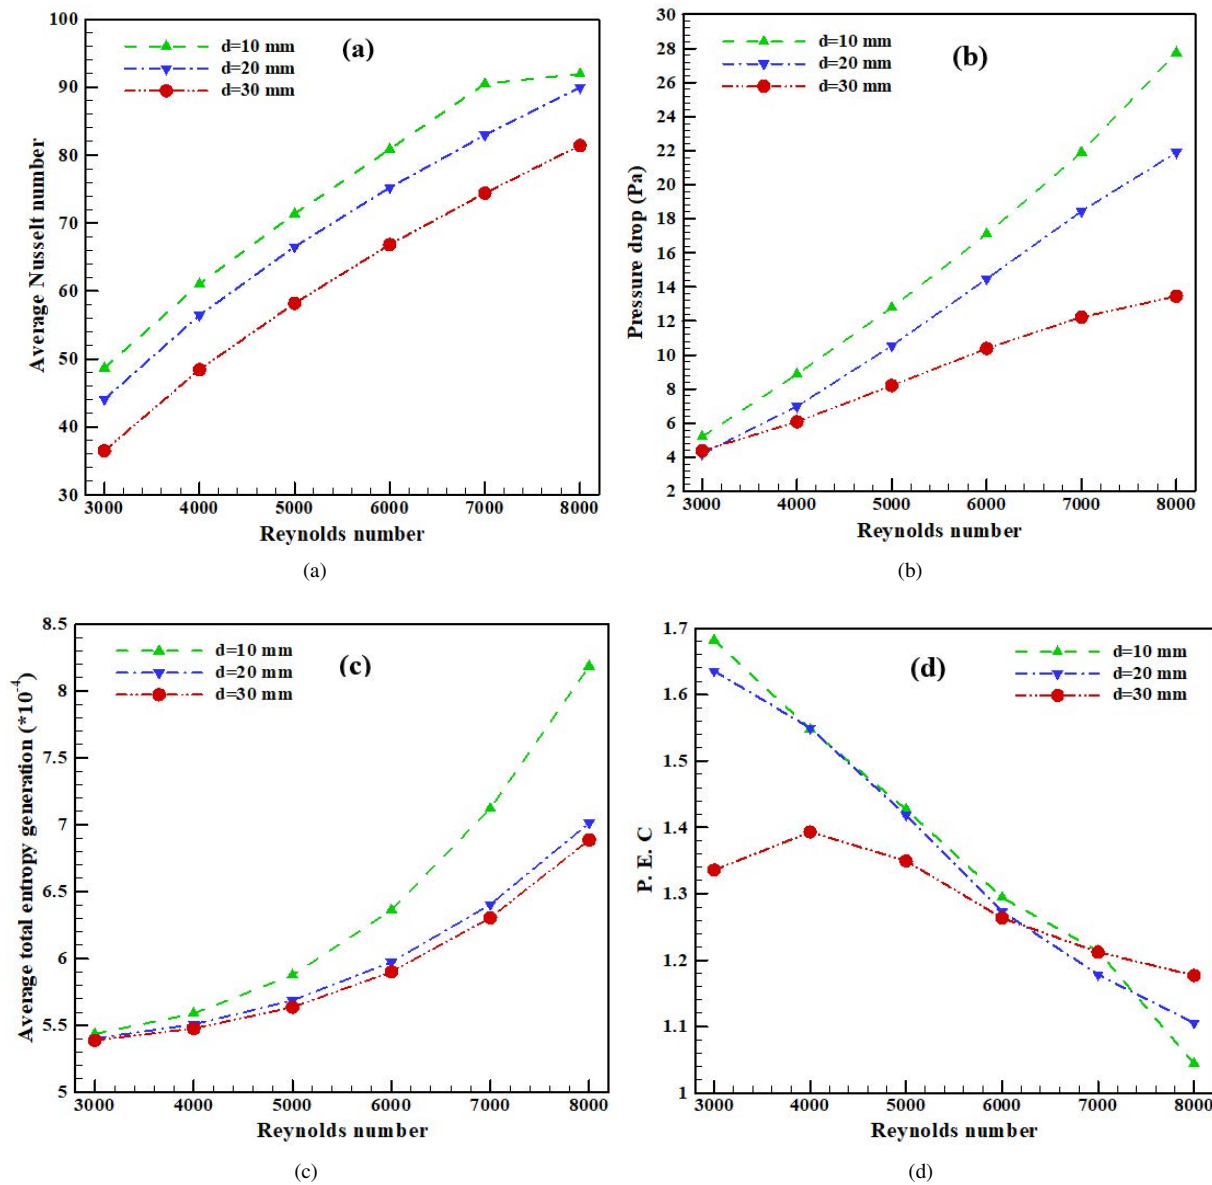 (a)
d=10 mm
d=20 mm
d=30 mm
100
90
80
70
60
50
40
30
Average Nusselt number
3000 4000 5000 6000 7000 8000
Reynolds number
(a)
(b)
d=10 mm
d=20 mm
d=30 mm
30
28
26
24
22
20
18
16
14
12
10
8
6
4
2
Pressure drop (Pa)
3000 4000 5000 6000 7000 8000
Reynolds number
(b)
(c)
d=10 mm
d=20 mm
d=30 mm
8.5
8
7.5
7
6.5
6
5.5
5
Average total entropy generation (*10⁻⁴)
3000 4000 5000 6000 7000 8000
Reynolds number
(c)
(d)
d=10 mm
d=20 mm
d=30 mm
1.7
1.6
1.5
1.4
1.3
1.2
1.1
1
P. E. C
3000 4000 5000 6000 7000 8000
Reynolds number
(d)